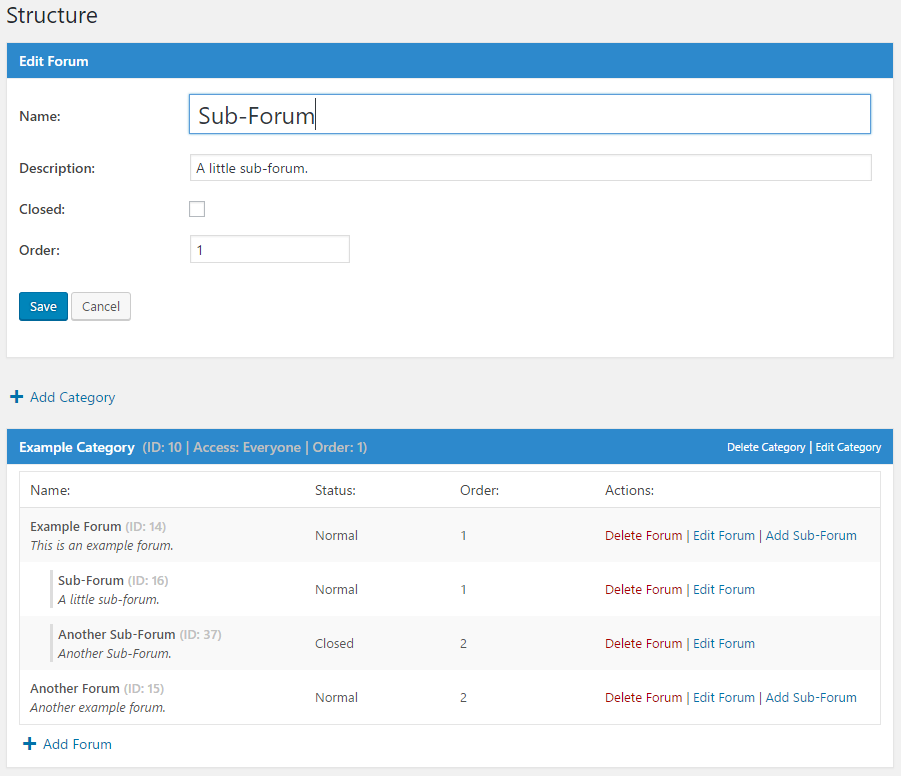 Structure
Edit Forum
Name: Sub-Forum
Description: A little sub-forum.
Closed:
Order: 1
Save Cancel
Add Category
Example Category (ID: 10 | Access: Everyone | Order: 1) Delete Category | Edit Category
Name: Status: Order: Actions:
Example Forum (ID: 14)
This is an example forum.
Normal 1 Delete Forum | Edit Forum | Add Sub-Forum
Sub-Forum (ID: 16)
A little sub-forum.
Normal 1 Delete Forum | Edit Forum
Another Sub-Forum (ID: 37)
Another Sub-Forum.
Closed 2 Delete Forum | Edit Forum
Another Forum (ID: 15)
Another example forum.
Normal 2 Delete Forum | Edit Forum | Add Sub-Forum
Add Forum